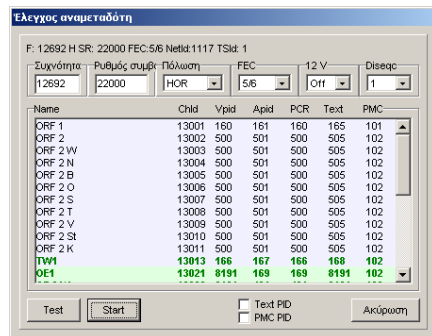 Έλεγχος αναμεταδότη
F: 12692 H SR: 22000 FEC:5/6 NetId:1117 TSId: 1
Συχνότητα Ρυθμός συμβο Πόλωση FEC 12 V Diseqc
12692 22000 HOR 5/6 Off 1
Name ChId Vpid Apid PCR Text PMC
ORF 1 13001 160 161 160 165 101
ORF 2 13002 500 501 500 505 102
ORF 2 W 13003 500 501 500 505 102
ORF 2 N 13004 500 501 500 505 102
ORF 2 B 13005 500 501 500 505 102
ORF 2 O 13006 500 501 500 505 102
ORF 2 S 13007 500 501 500 505 102
ORF 2 T 13008 500 501 500 505 102
ORF 2 V 13009 500 501 500 505 102
ORF 2 St 13010 500 501 500 505 102
ORF 2 K 13011 500 501 500 505 102
TW1 13013 166 167 166 168 102
OE1 13021 8191 169 169 8191 102
Test Start Text PID Ακύρωση
PMC PID